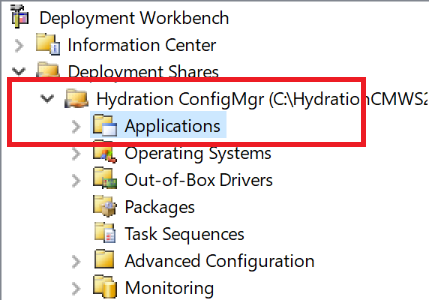 Deployment Workbench
Information Center
Deployment Shares
Hydration ConfigMgr (C:\HydrationCMWS2
Applications
Operating Systems
Out-of-Box Drivers
Packages
Task Sequences
Advanced Configuration
Monitoring